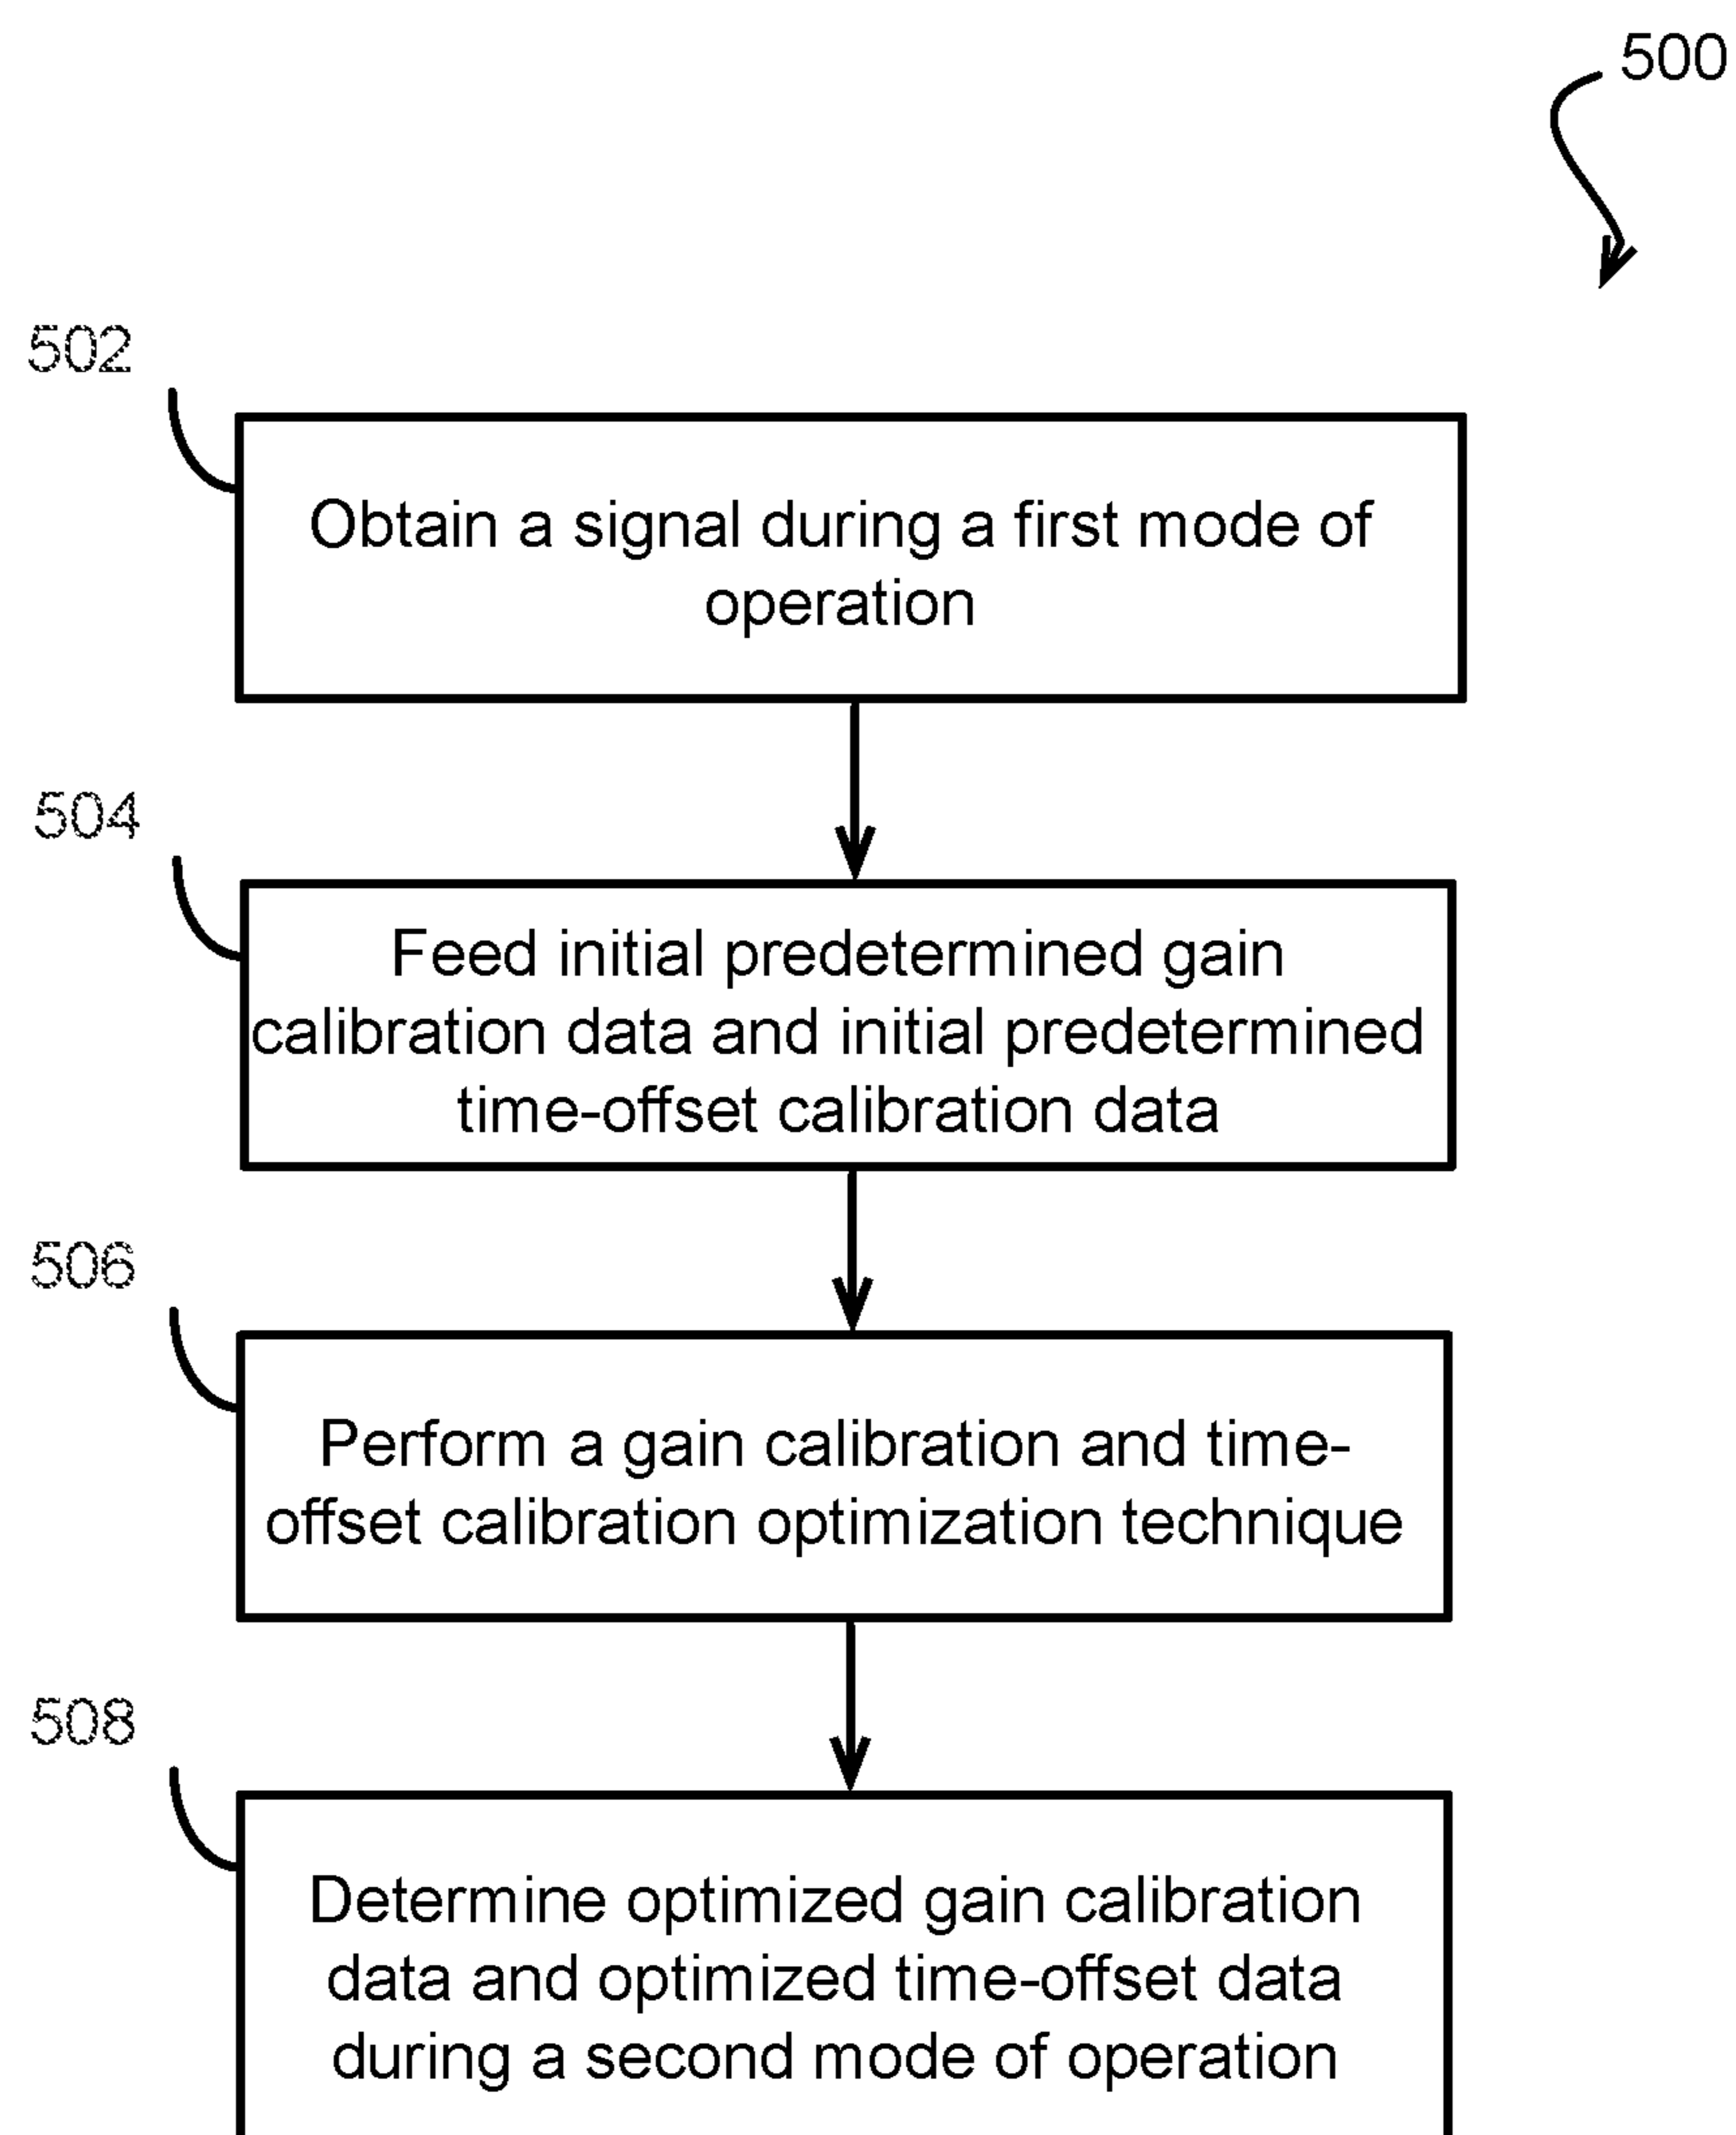 500
502
Obtain a signal during a first mode of
operation
504
Feed initial predetermined gain
calibration data and initial predetermined
time-offset calibration data
506
Perform a gain calibration and time-
offset calibration optimization technique
508
Determine optimized gain calibration
data and optimized time-offset data
during a second mode of operation